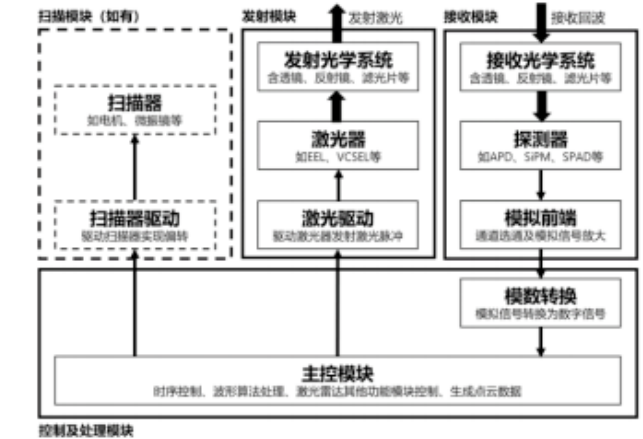 扫描模块（如有）
发射模块
发射激光
接收模块
接收回波
发射光学系统
含透镜、反射镜、滤光片等
接收光学系统
含透镜、反射镜、滤光片等
扫描器
如电机、微振镜等
激光器
如EEL、VCSEL等
探测器
如APD、SiPM、SPAD等
扫描器驱动
驱动扫描器实现偏转
激光驱动
驱动激光器发射激光脉冲
模拟前端
通道选通及模拟信号放大
模数转换
模拟信号转换为数字信号
主控模块
时序控制、波形算法处理、激光雷达其他功能模块控制、生成点云数据
控制及处理模块